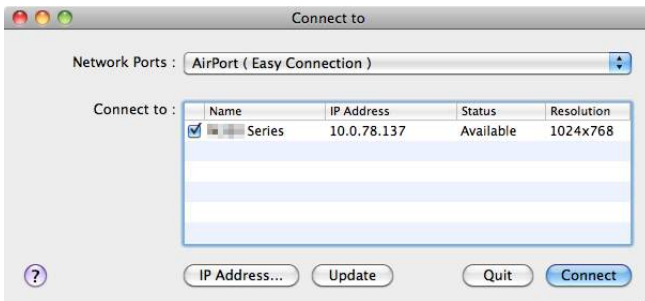 Connect to
Network Ports : AirPort ( Easy Connection )
Connect to : Name IP Address Status Resolution
Series 10.0.78.137 Available 1024x768
? IP Address... Update Quit Connect